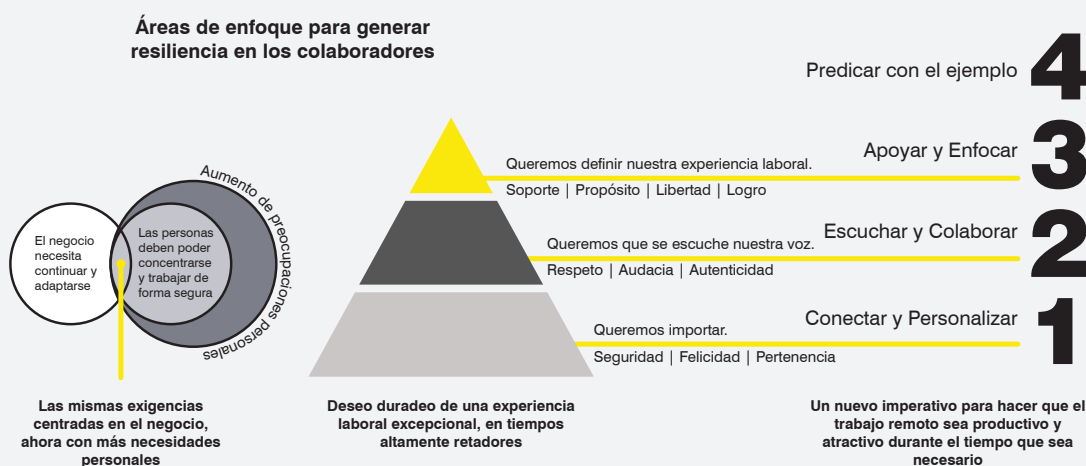 Áreas de enfoque para generar
resiliencia en los colaboradores
El negocio
necesita
continuar y
adaptarse
Las personas
deben poder
concentrarse
y trabajar de
forma segura
Aumento de preocupaciones personales
Las mismas exigencias
centradas en el negocio,
ahora con más necesidades
personales
Predicar con el ejemplo 4
Queremos definir nuestra experiencia laboral.
Soporte | Propósito | Libertad | Logro
Apoyar y Enfocar 3
Queremos que se escuche nuestra voz.
Respeto | Audacia | Autenticidad
Escuchar y Colaborar 2
Queremos importar.
Seguridad | Felicidad | Pertenencia
Conectar y Personalizar 1
Deseo duradeo de una experiencia
laboral excepcional, en tiempos
altamente retadores
Un nuevo imperativo para hacer que el
trabajo remoto sea productivo y
atractivo durante el tiempo que sea
necesario